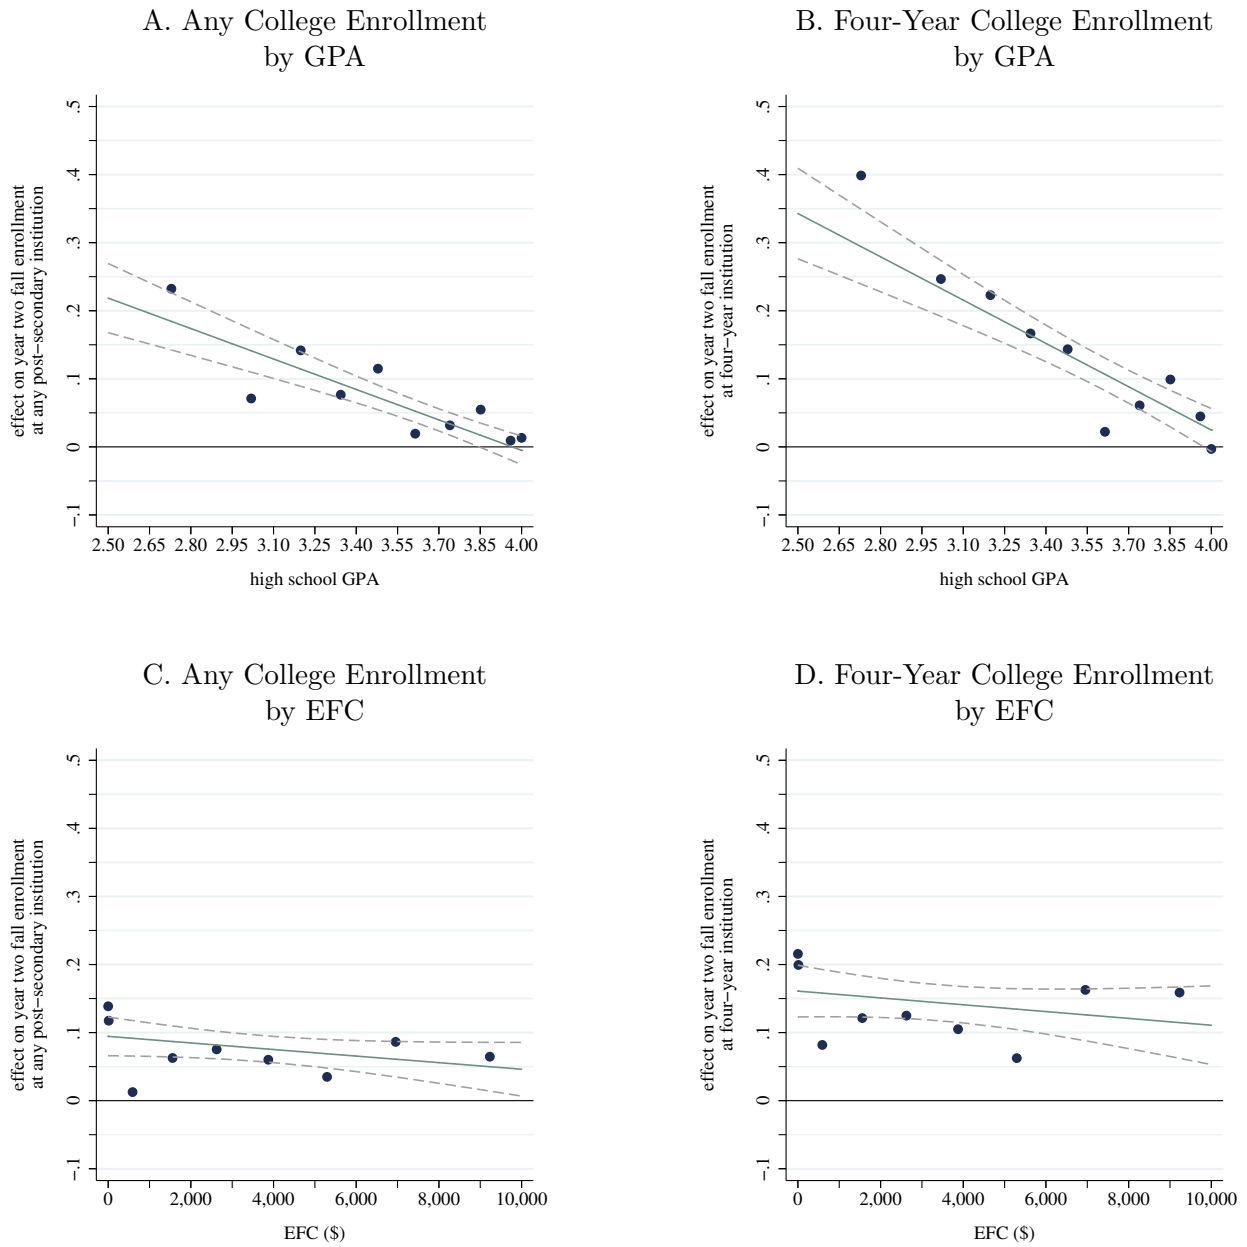 A. Any College Enrollment
by GPA
effect on year two fall enrollment
at any post−secondary institution
.5
.4
.3
.2
.1
0
−.1
2.50 2.65 2.80 2.95 3.10 3.25 3.40 3.55 3.70 3.85 4.00
high school GPA
B. Four-Year College Enrollment
by GPA
effect on year two fall enrollment
at four−year institution
.5
.4
.3
.2
.1
0
−.1
2.50 2.65 2.80 2.95 3.10 3.25 3.40 3.55 3.70 3.85 4.00
high school GPA
C. Any College Enrollment
by EFC
effect on year two fall enrollment
at any post−secondary institution
.5
.4
.3
.2
.1
0
−.1
0 2,000 4,000 6,000 8,000 10,000
EFC ($)
D. Four-Year College Enrollment
by EFC
effect on year two fall enrollment
at four−year institution
.5
.4
.3
.2
.1
0
−.1
0 2,000 4,000 6,000 8,000 10,000
EFC ($)